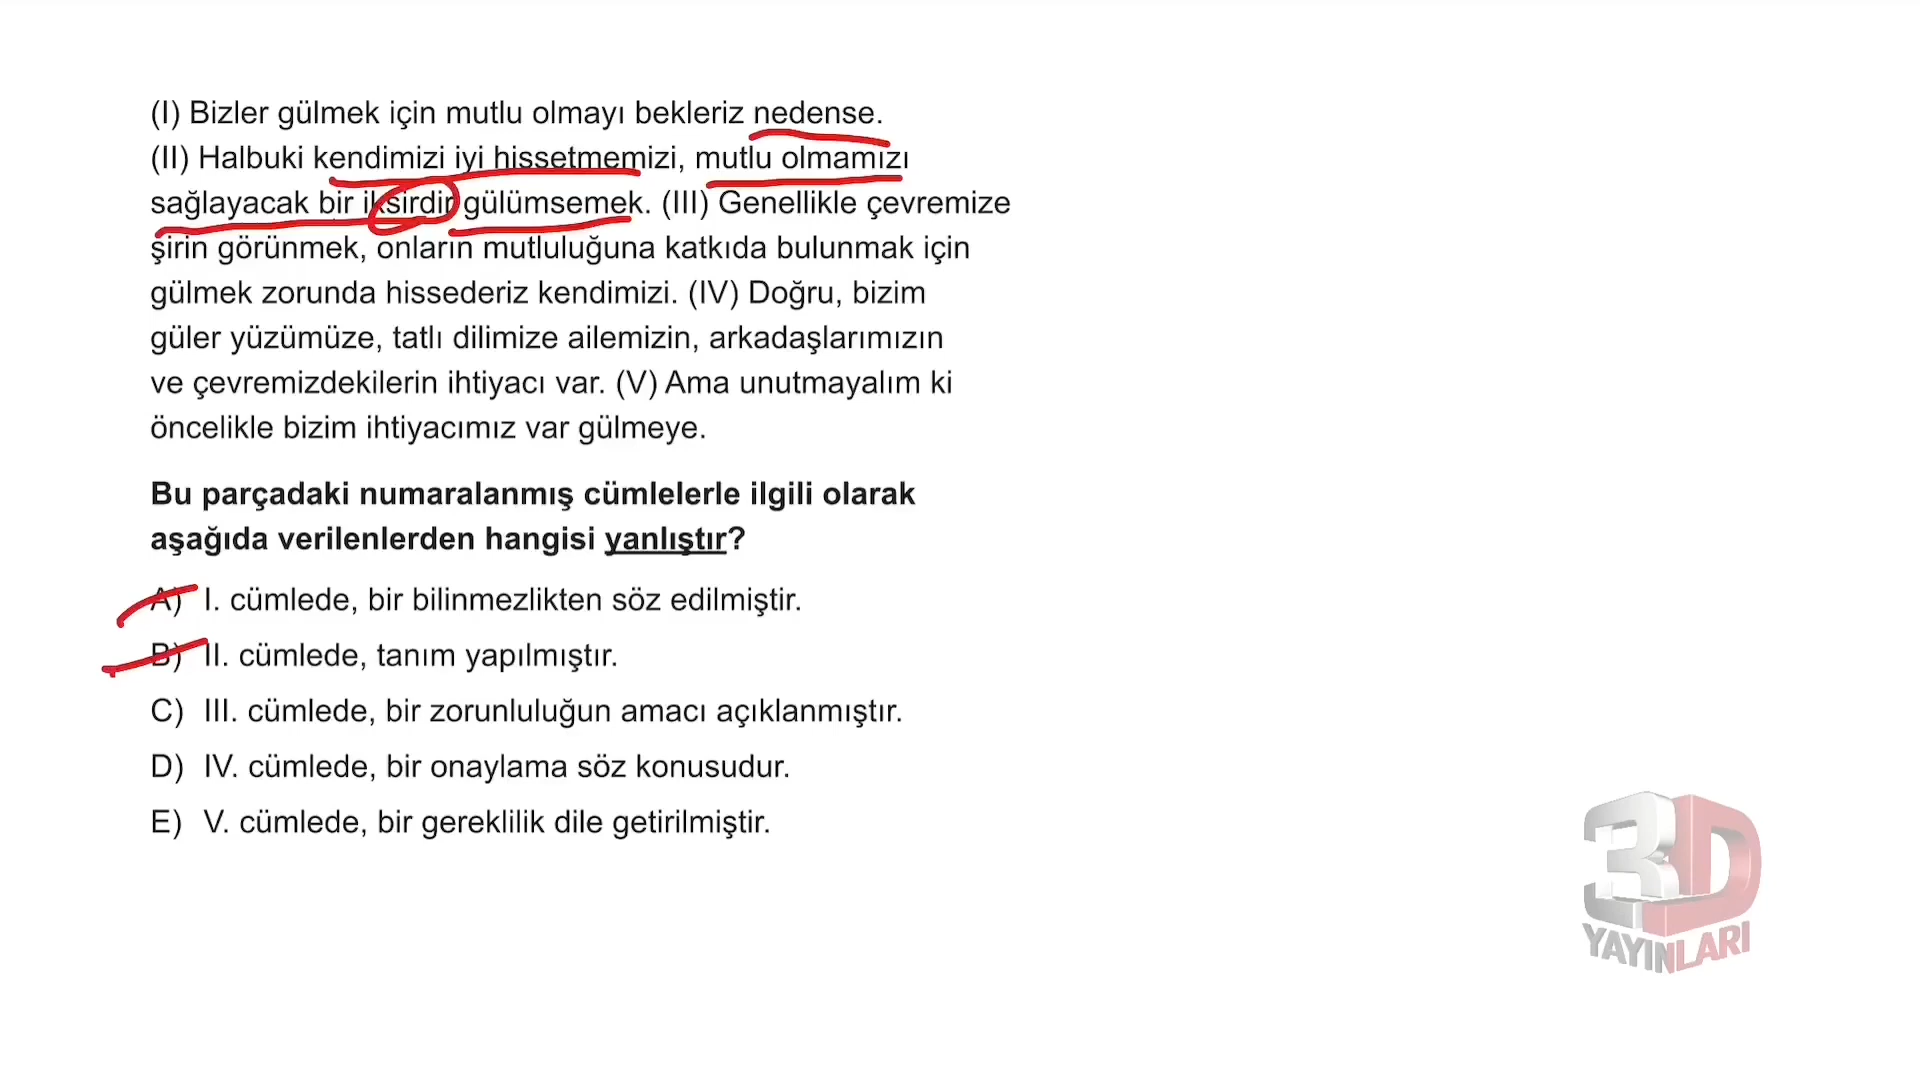 (I) Bizler gülmek için mutlu olmayı bekleriz nedense.
(II) Halbuki kendimizi iyi hissetmemizi, mutlu olmamızı
sağlayacak bir iksirdir gülümsemek. (III) Genellikle çevremize
şirin görünmek, onların mutluluğuna katkıda bulunmak için
gülmek zorunda hissederiz kendimizi. (IV) Doğru, bizim
güler yüzümüze, tatlı dilimize ailemizin, arkadaşlarımızın
ve çevremizdekilerin ihtiyacı var. (V) Ama unutmayalım ki
öncelikle bizim ihtiyacımız var gülmeye.
Bu parçadaki numaralanmış cümlelerle ilgili olarak
aşağıda verilenlerden hangisi yanlıştır?
A) I. cümlede, bir bilinmezlikten söz edilmiştir.
B) II. cümlede, tanım yapılmıştır.
C) III. cümlede, bir zorunluluğun amacı açıklanmıştır.
D) IV. cümlede, bir onaylama söz konusudur.
E) V. cümlede, bir gereklilik dile getirilmiştir.
3D
YAYINLARI